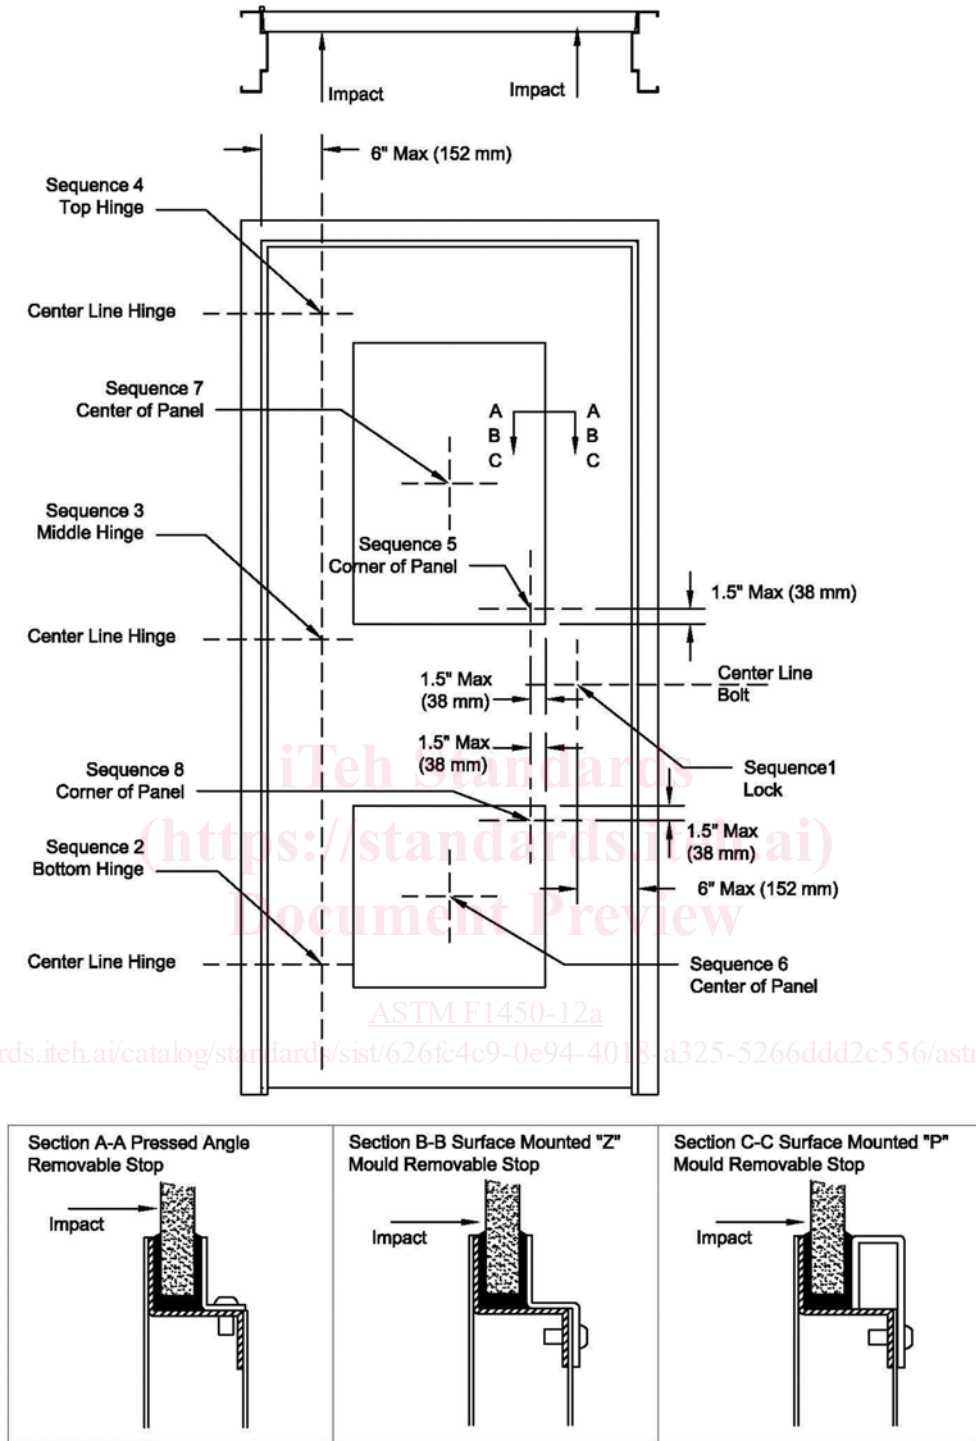 Impact
Impact
6" Max (152 mm)
Sequence 4
Top Hinge
Center Line Hinge
Sequence 7
Center of Panel
A
B
C
A
B
C
Sequence 3
Middle Hinge
Sequence 5
Corner of Panel
1.5" Max (38 mm)
Center Line Hinge
1.5" Max
(38 mm)
Center Line
Bolt
1.5" Max
(38 mm)
Sequence1
Lock
Sequence 8
Corner of Panel
1.5" Max
(38 mm)
Sequence 2
Bottom Hinge
6" Max (152 mm)
Center Line Hinge
Sequence 6
Center of Panel
iTeh Standards
(https://standards.iteh.ai)
Document Preview
ASTM F1450-12a
rds.iteh.ai/catalog/standards/sist/626fc4c9-0e94-4018-a325-5266ddd2c556/astm
Section A-A Pressed Angle
Removable Stop
Impact
Section B-B Surface Mounted "Z"
Mould Removable Stop
Impact
Section C-C Surface Mounted "P"
Mould Removable Stop
Impact